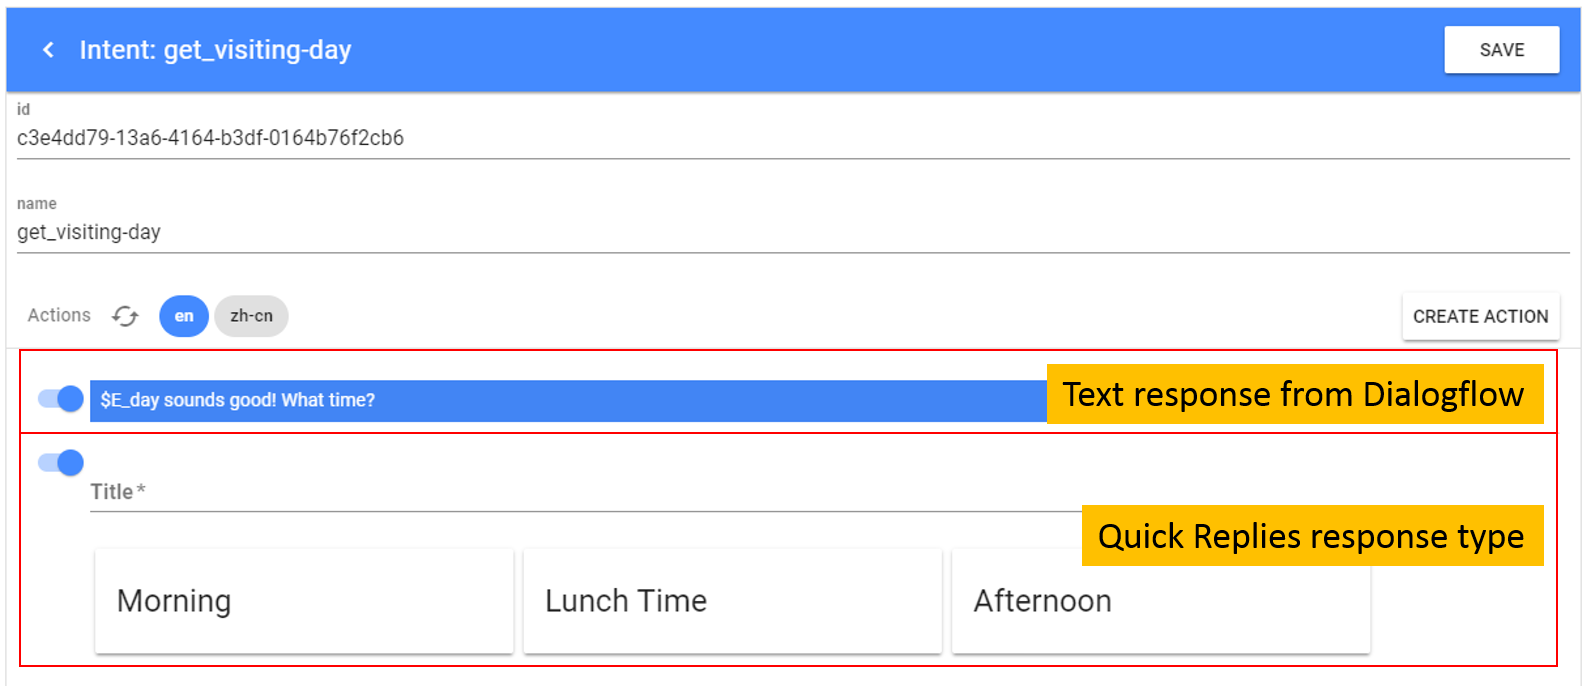 Intent: get_visiting-day
SAVE
id
c3e4dd79-13a6-4164-b3df-0164b76f2cb6
name
get_visiting-day
Actions en zh-cn CREATE ACTION
$E_day sounds good! What time?
Text response from Dialogflow
Title *
Quick Replies response type
Morning Lunch Time Afternoon